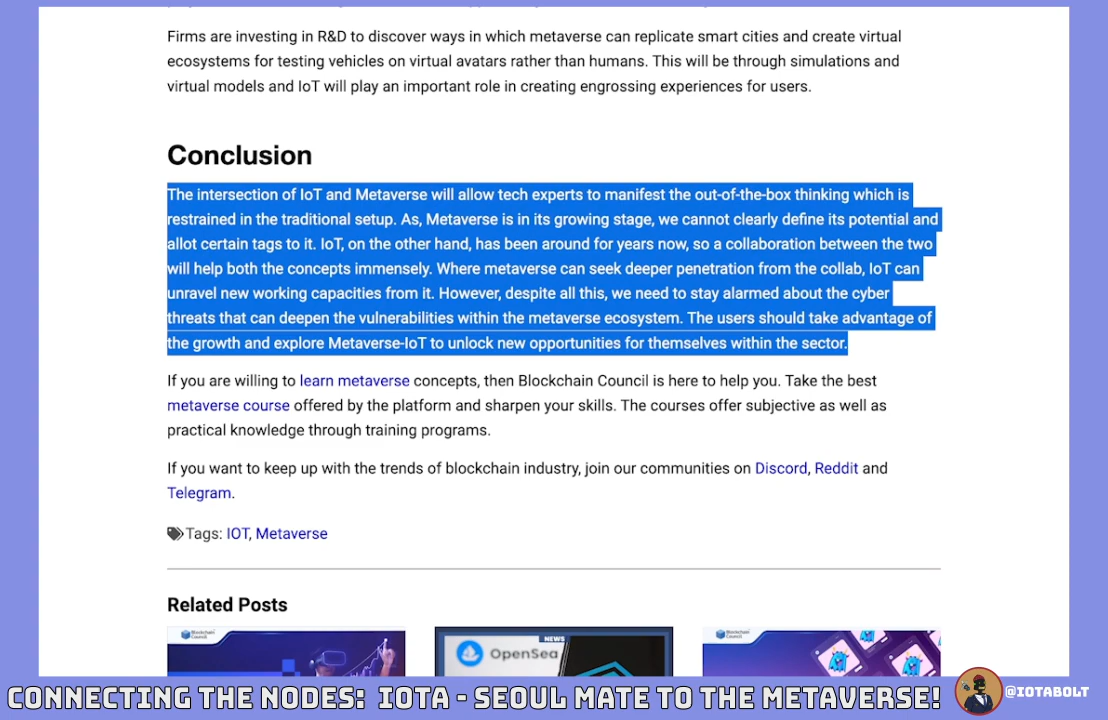 Firms are investing in R&D to discover ways in which metaverse can replicate smart cities and create virtual
ecosystems for testing vehicles on virtual avatars rather than humans. This will be through simulations and
virtual models and IoT will play an important role in creating engrossing experiences for users.
Conclusion
The intersection of IoT and Metaverse will allow tech experts to manifest the out-of-the-box thinking which is
restrained in the traditional setup. As, Metaverse is in its growing stage, we cannot clearly define its potential and
allot certain tags to it. IoT, on the other hand, has been around for years now, so a collaboration between the two
will help both the concepts immensely. Where metaverse can seek deeper penetration from the collab, IoT can
unravel new working capacities from it. However, despite all this, we need to stay alarmed about the cyber
threats that can deepen the vulnerabilities within the metaverse ecosystem. The users should take advantage of
the growth and explore Metaverse-IoT to unlock new opportunities for themselves within the sector.
If you are willing to learn metaverse concepts, then Blockchain Council is here to help you. Take the best
metaverse course offered by the platform and sharpen your skills. The courses offer subjective as well as
practical knowledge through training programs.
If you want to keep up with the trends of blockchain industry, join our communities on Discord, Reddit and
Telegram.
Tags: IOT, Metaverse
Related Posts
Blockchain Council
NEWS
OpenSea
Blockchain Council
CONNECTING THE NODES: IOTA - SEOUL MATE TO THE METAVERSE!
@IOTABOLT